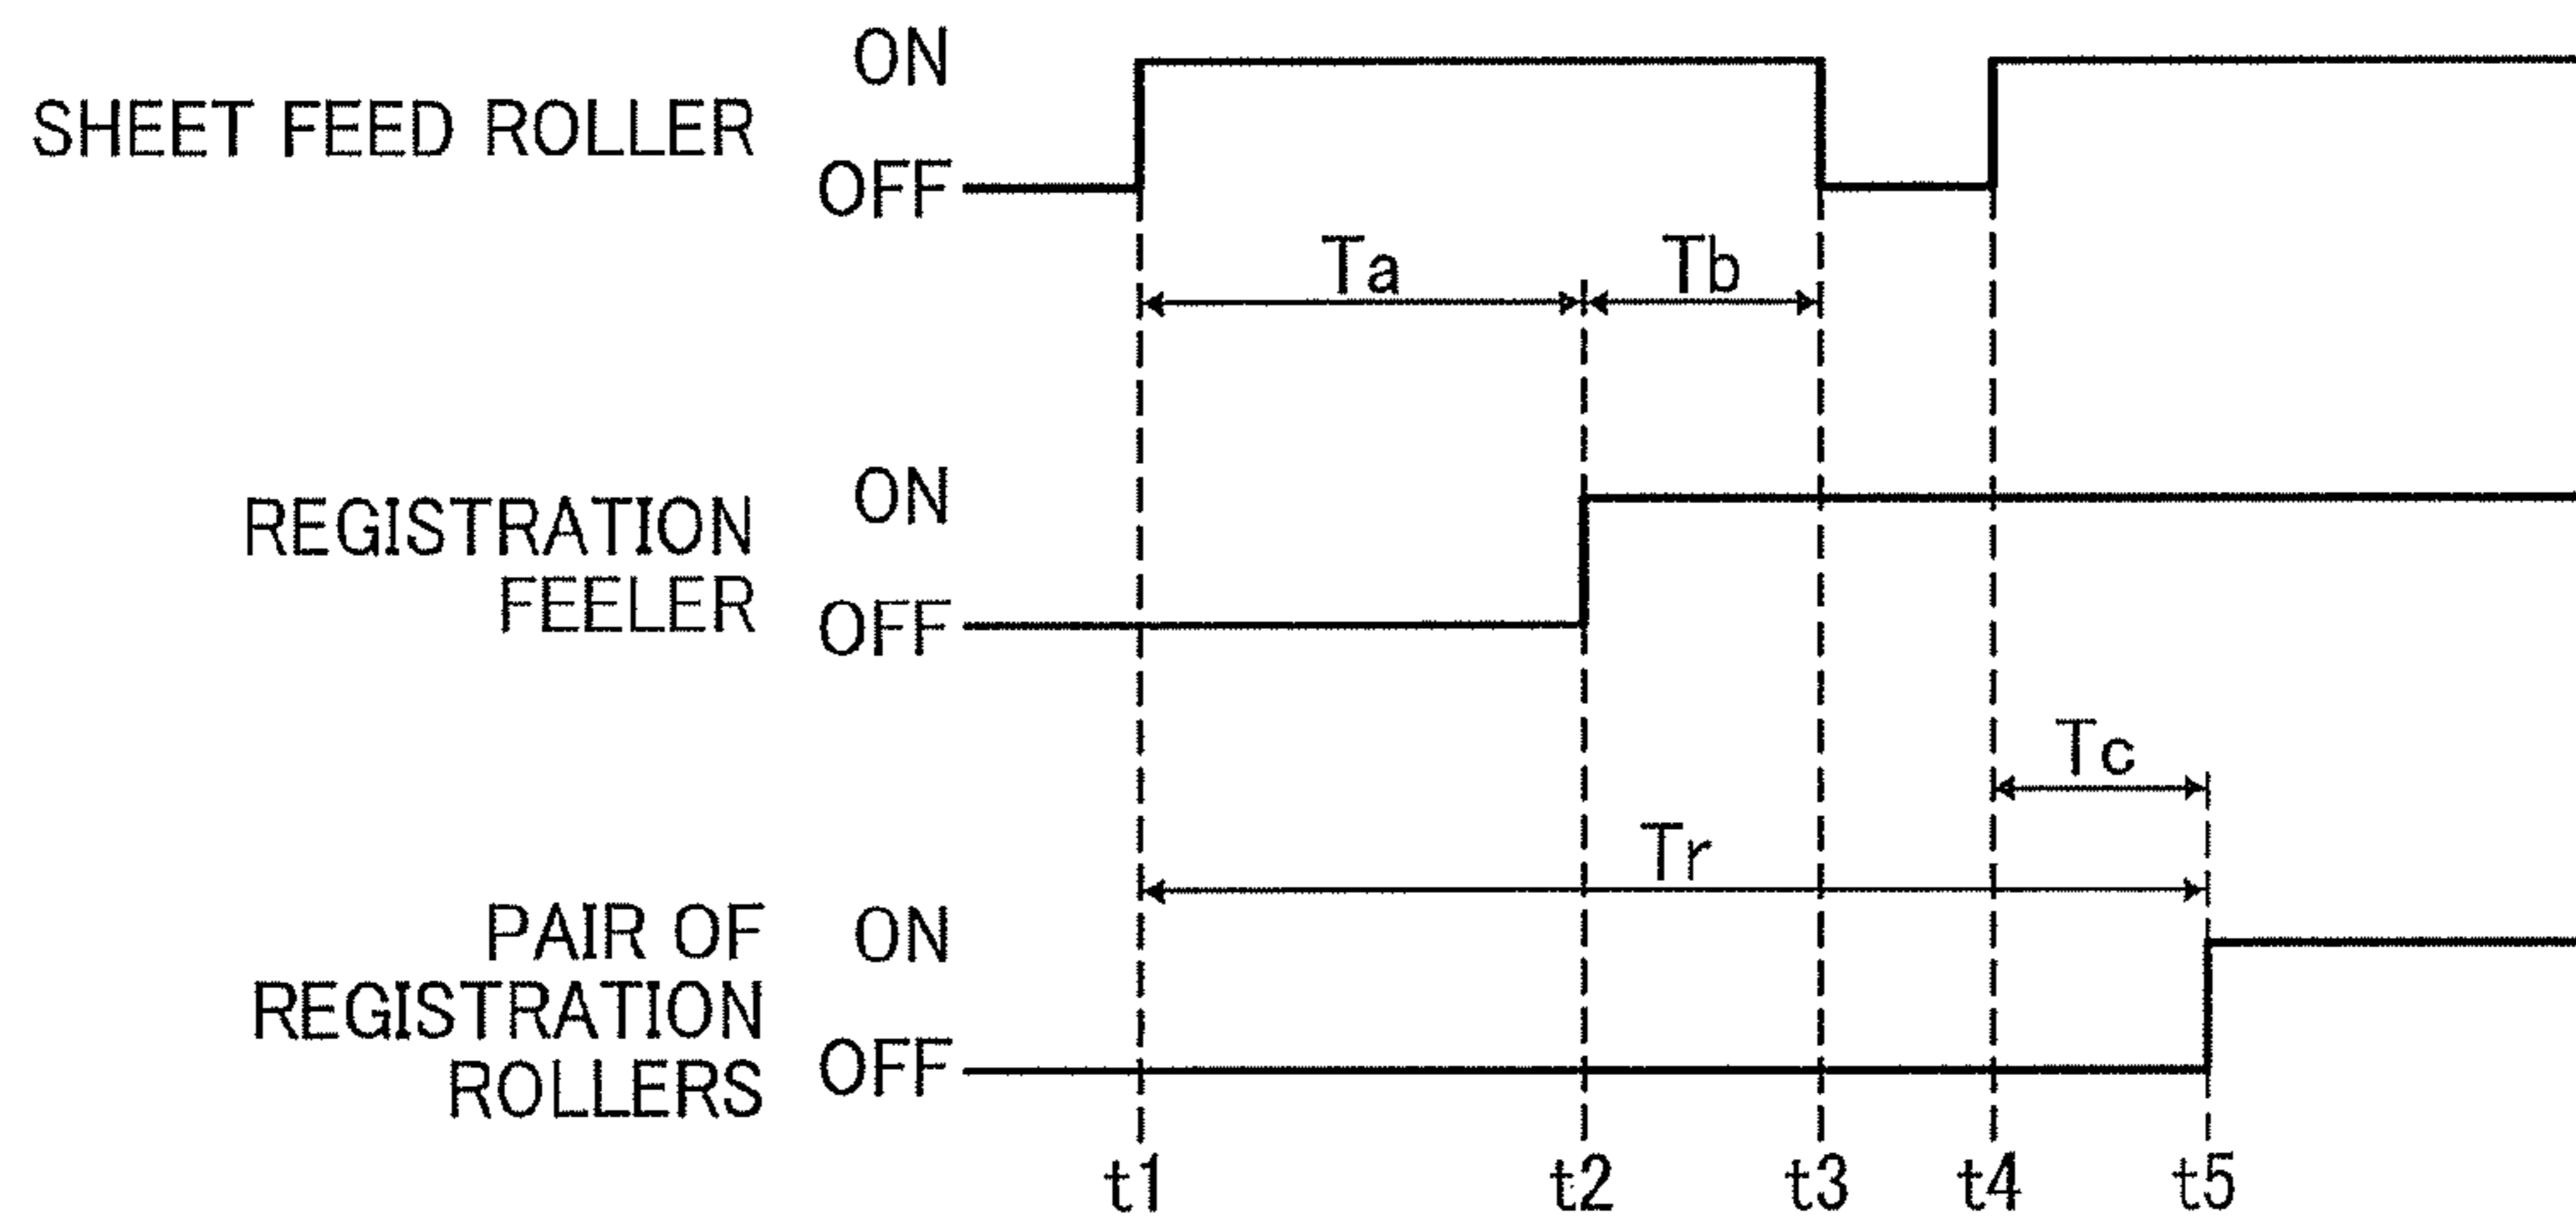 ON
SHEET FEED ROLLER
OFF
Ta
Tb
ON
REGISTRATION
FEELER
OFF
Tc
Tr
PAIR OF
REGISTRATION
ROLLERS
ON
OFF
t1
t2
t3
t4
t5